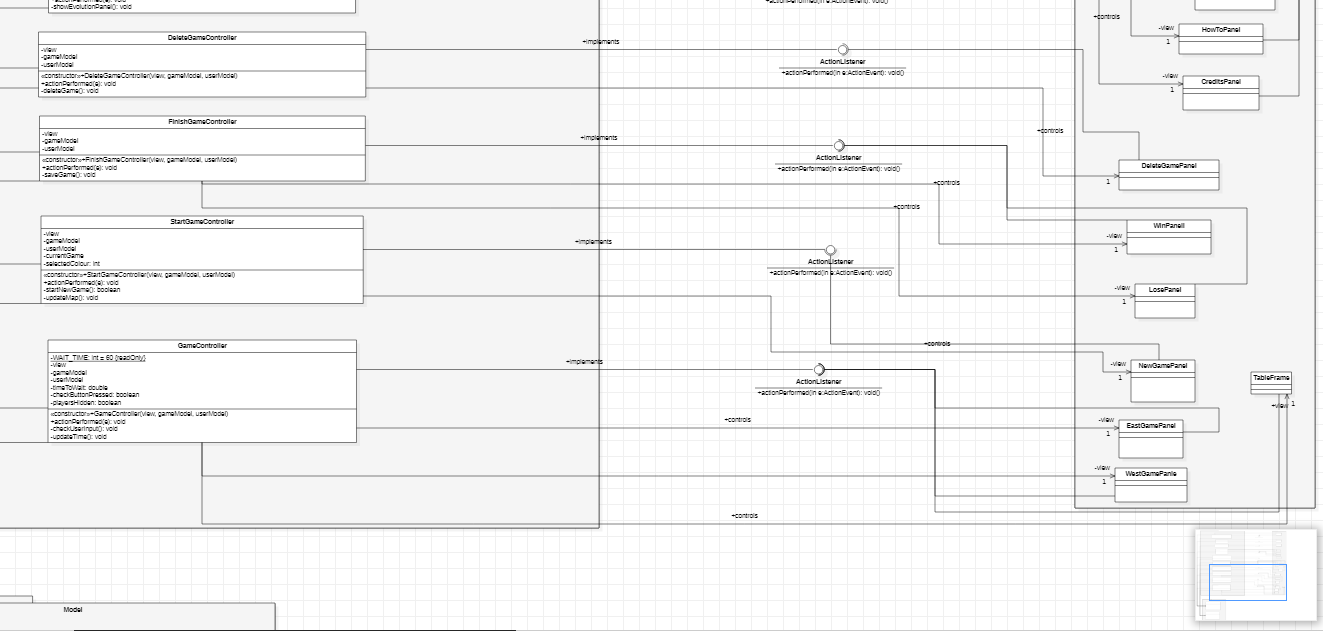 -showEvolutionPanel(): void
DeleteGameController
-view
-gameModel
-userModel
«constructor»+DeleteGameController(view, gameModel, userModel)
+actionPerformed(e): void
-deleteGame(): void
+implements
ActionListener
+actionPerformed(in e:ActionEvent): void()
FinishGameController
-view
-gameModel
-userModel
«constructor»+FinishGameController(view, gameModel, userModel)
+actionPerformed(e): void
-saveGame(): void
+implements
ActionListener
+actionPerformed(in e:ActionEvent): void()
+controls
+controls
StartGameController
-view
-gameModel
-userModel
-currentGame
-selectedColour: int
«constructor»+StartGameController(view, gameModel, userModel)
+actionPerformed(e): void
-startNewGame(): boolean
-updateMap(): void
+implements
ActionListener
+actionPerformed(in e:ActionEvent): void()
+controls
GameController
-WAIT_TIME: int = 60 {readOnly}
-view
-gameModel
-userModel
-timeToWait: double
-checkButtonPressed: boolean
-playersHidden: boolean
«constructor»+GameController(view, gameModel, userModel)
+actionPerformed(e): void
-checkUserInput(): void
-updateTime(): void
+implements
ActionListener
+actionPerformed(in e:ActionEvent): void()
+controls
+controls
+controls
-view
1
HowToPanel
-view
1
CreditsPanel
+controls
1
DeleteGamePanel
-view
1
WinPanell
-view
1
LosePanel
-view
1
NewGamePanel
TableFrame
+view 1
-view
1
EastGamePanel
-view
1
WestGamePanle
Model